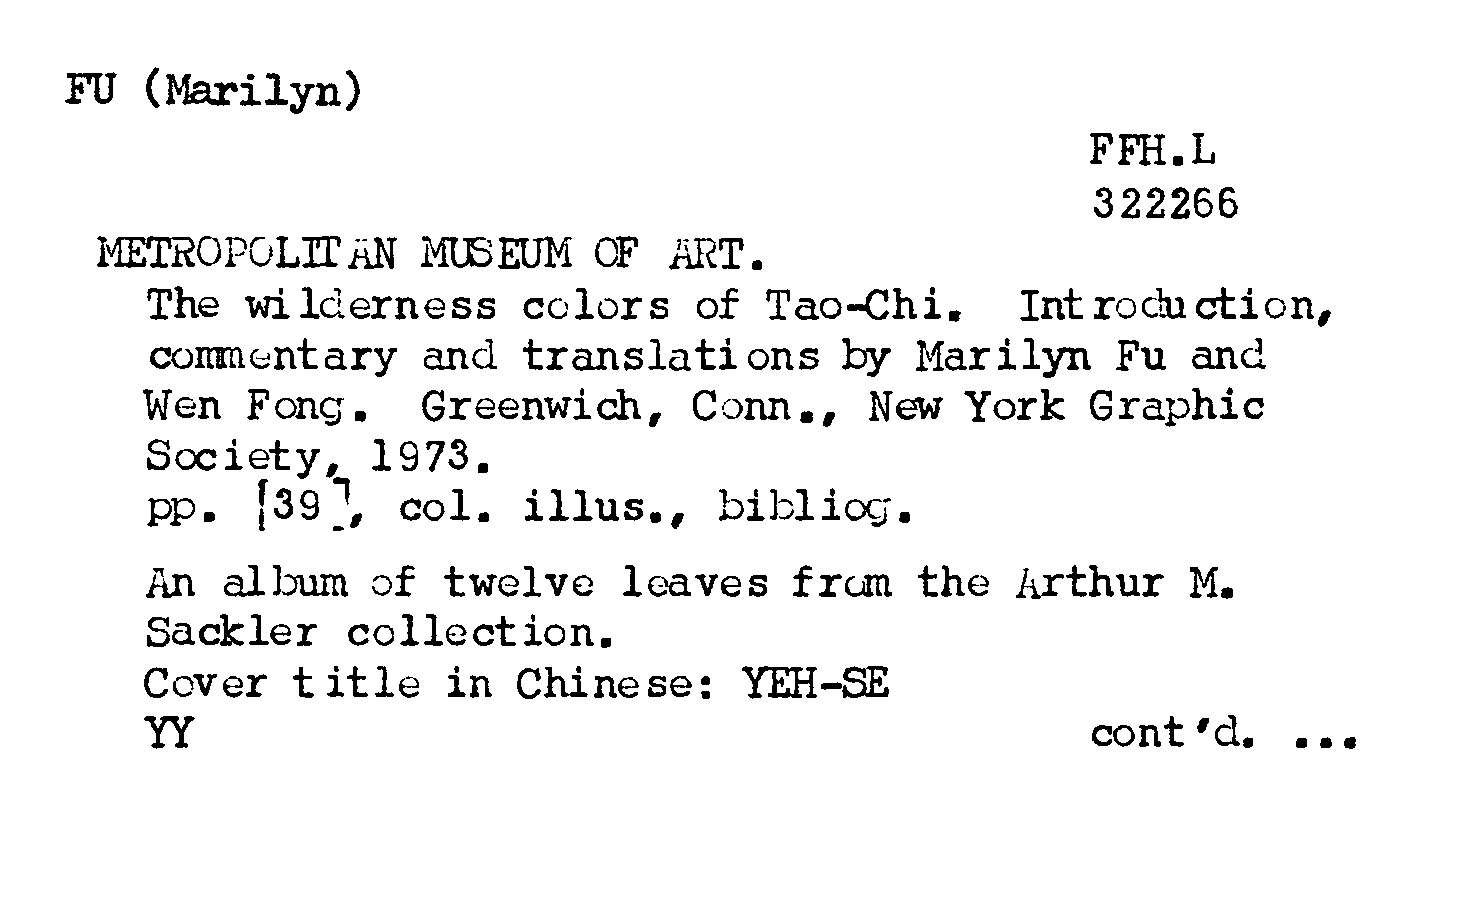 FU (Marilyn)
FFH.L
322266
METROPOLITAN MUSEUM OF ART.
The wilderness colors of Tao-Chi. Introduction,
commentary and translations by Marilyn Fu and
Wen Fong. Greenwich, Conn., New York Graphic
Society, 1973.
pp. [39], col. illus., bibliog.
An album of twelve leaves from the Arthur M.
Sackler collection.
Cover title in Chinese: YEH-SE
YY cont'd. ...